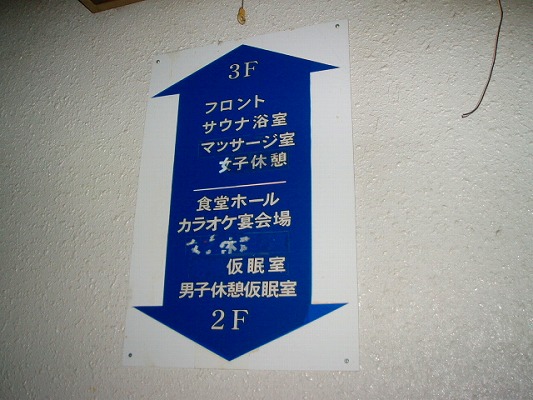 3F
フロント
サウナ浴室
マッサージ室
女子休憩
食堂ホール
カラオケ宴会場
仮眠室
男子休憩仮眠室
2F